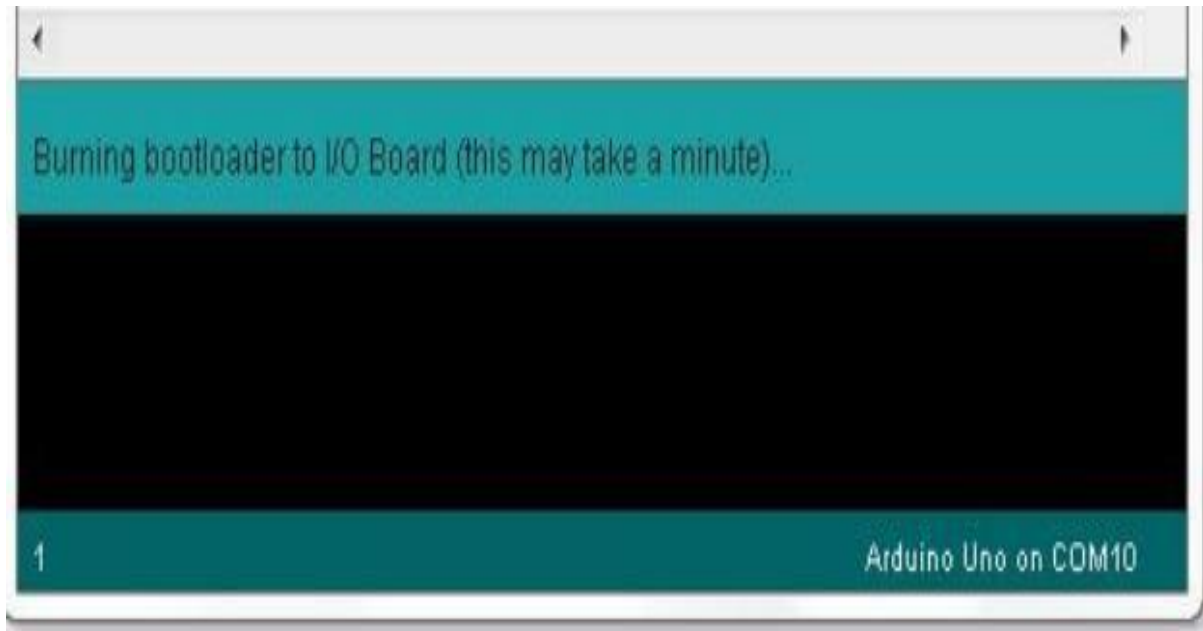 Burning bootloader to I/O Board (this may take a minute)...
1
Arduino Uno on COM10